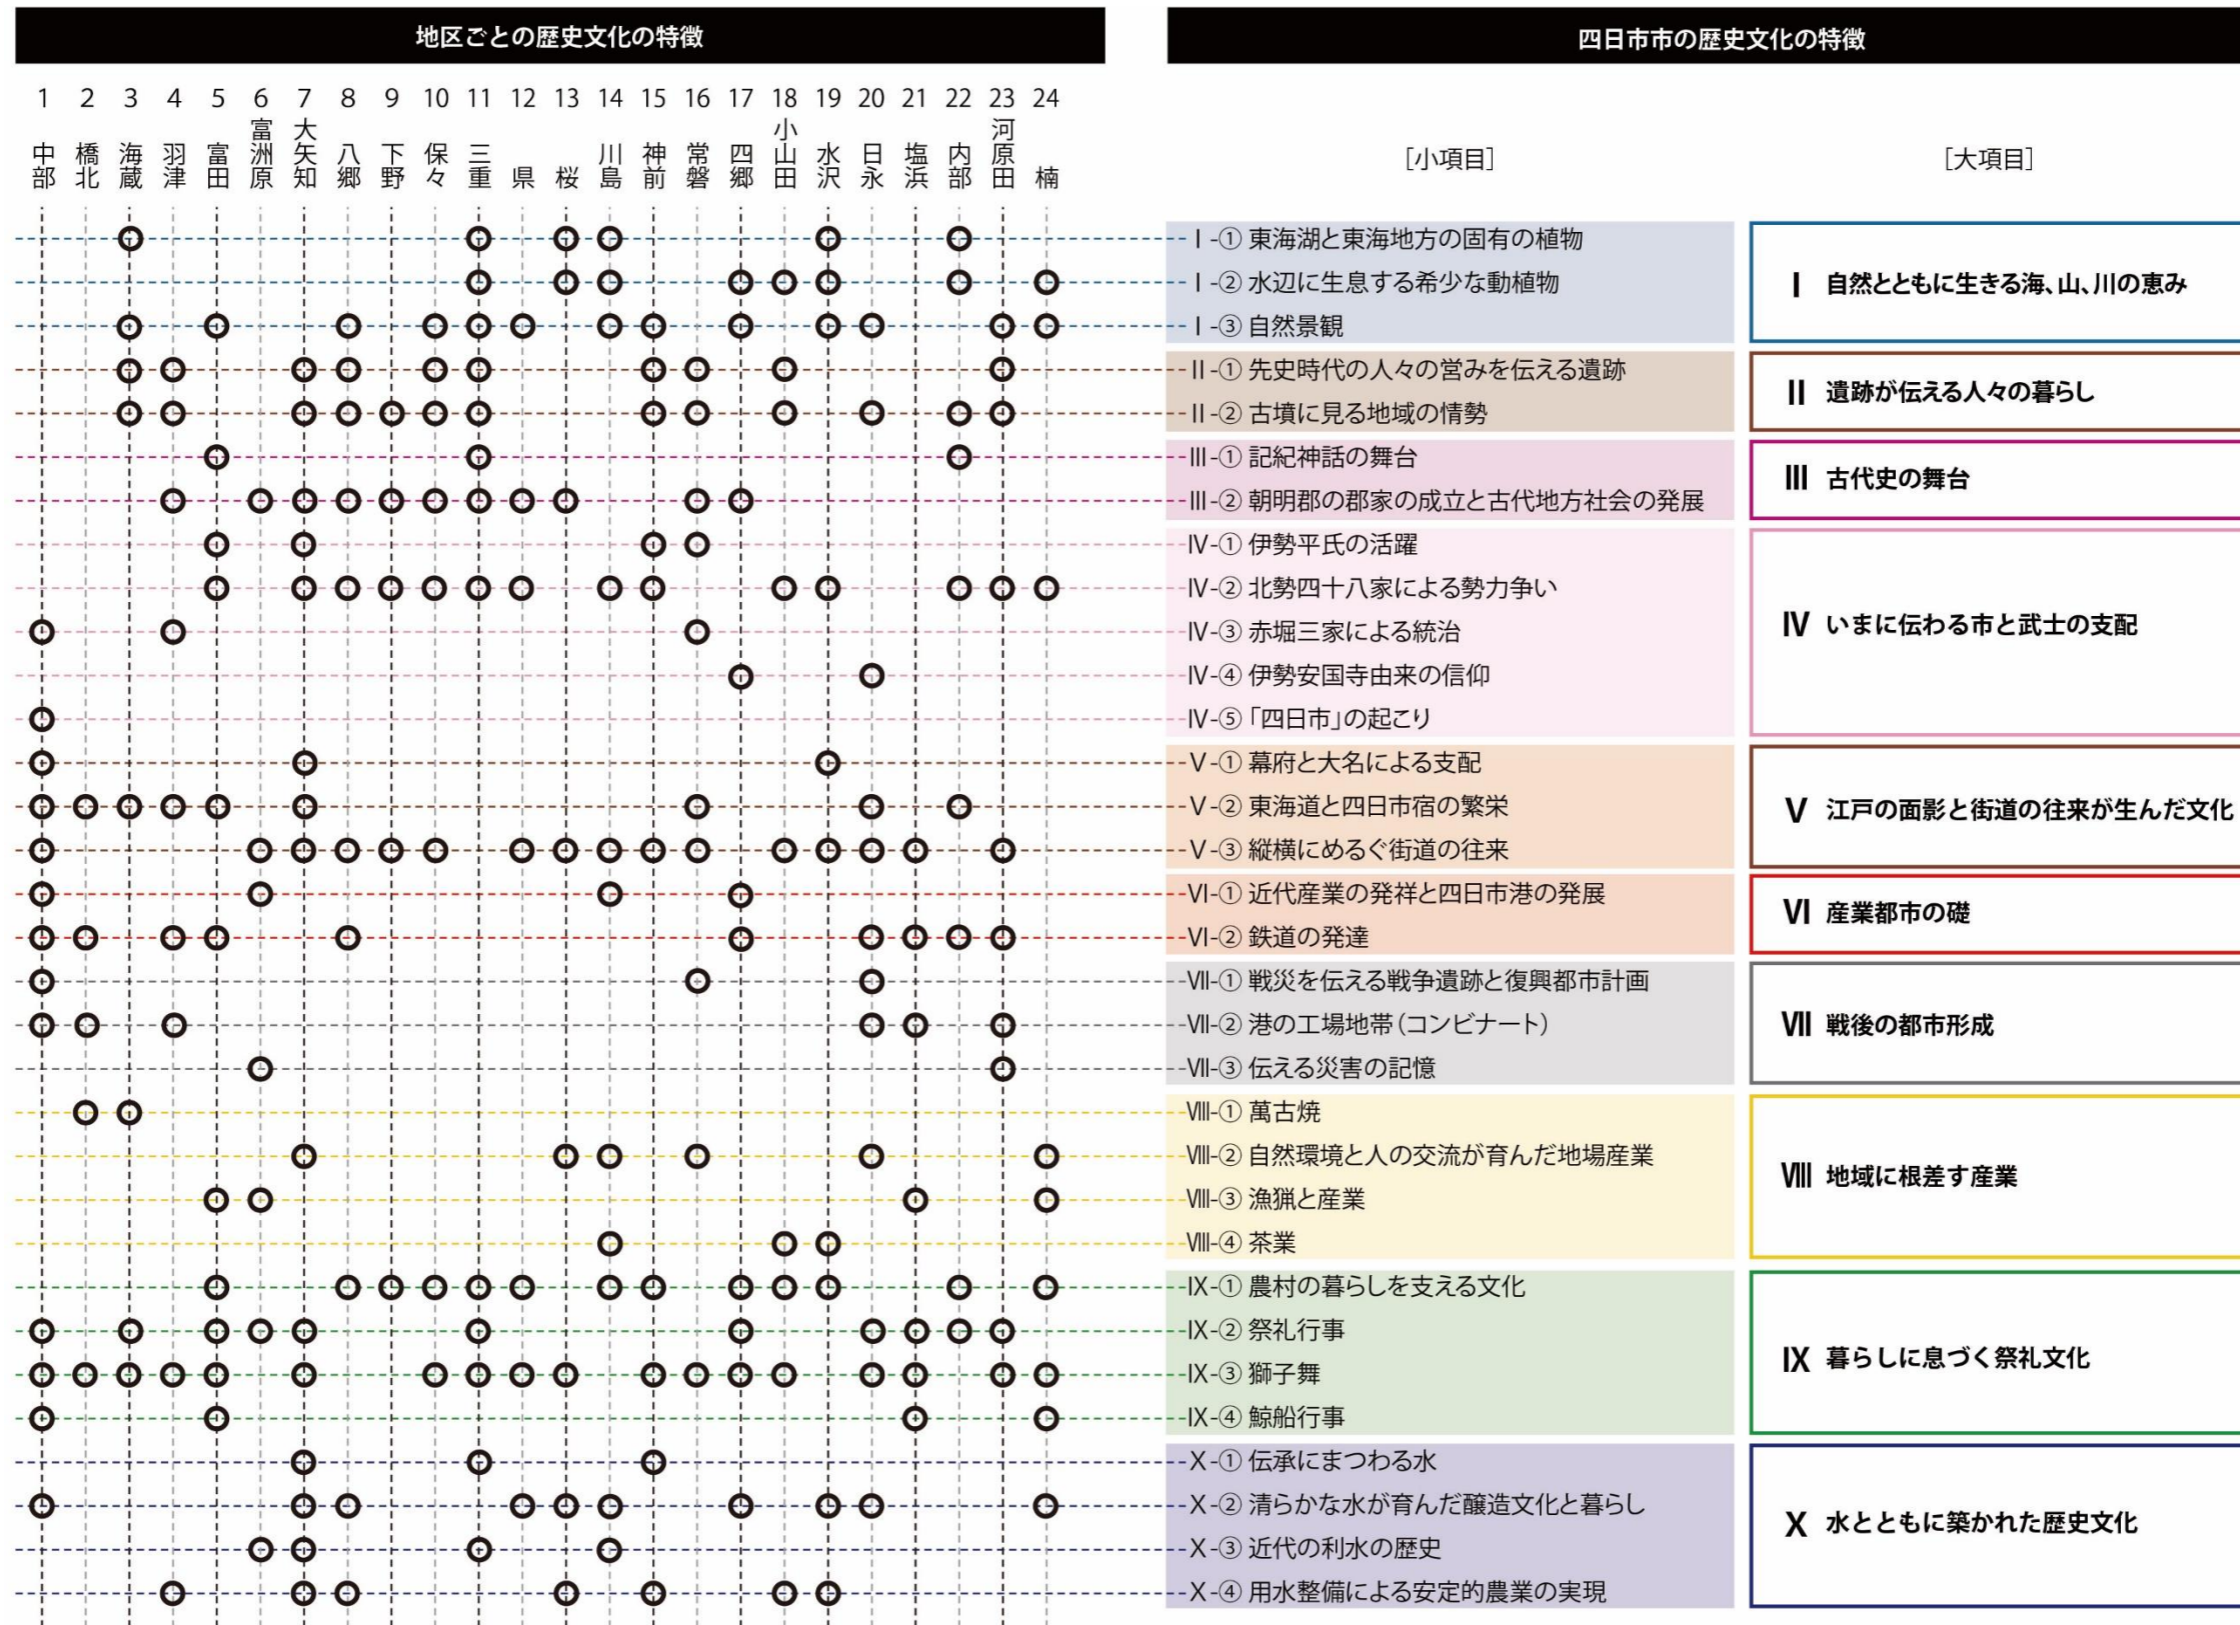 地区ごとの歴史文化の特徴
四日市市の歴史文化の特徴
1 2 3 4 5 6 7 8 9 10 11 12 13 14 15 16 17 18 19 20 21 22 23 24
中部 橋北 海蔵 羽津 富田 富洲原 大矢知 八郷 下野 保々 三重 県 桜 川島 神前 常磐 四郷 小山田 水沢 日永 塩浜 内部 河原田 楠
［小項目］
［大項目］
Ⅰ-① 東海湖と東海地方の固有の植物
Ⅰ-② 水辺に生息する希少な動植物
Ⅰ-③ 自然景観
Ⅰ 自然とともに生きる海、山、川の恵み
Ⅱ-① 先史時代の人々の営みを伝える遺跡
Ⅱ-② 古墳に見る地域の情勢
Ⅱ 遺跡が伝える人々の暮らし
Ⅲ-① 記紀神話の舞台
Ⅲ-② 朝明郡の郡家の成立と古代地方社会の発展
Ⅲ 古代史の舞台
Ⅳ-① 伊勢平氏の活躍
Ⅳ-② 北勢四十八家による勢力争い
Ⅳ-③ 赤堀三家による統治
Ⅳ-④ 伊勢安国寺由来の信仰
Ⅳ-⑤ 「四日市」の起こり
Ⅳ いまに伝わる市と武士の支配
Ⅴ-① 幕府と大名による支配
Ⅴ-② 東海道と四日市宿の繁栄
Ⅴ-③ 縦横にめるぐ街道の往来
Ⅴ 江戸の面影と街道の往来が生んだ文化
Ⅵ-① 近代産業の発祥と四日市港の発展
Ⅵ-② 鉄道の発達
Ⅵ 産業都市の礎
Ⅶ-① 戦災を伝える戦争遺跡と復興都市計画
Ⅶ-② 港の工場地帯（コンビナート）
Ⅶ-③ 伝える災害の記憶
Ⅶ 戦後の都市形成
Ⅷ-① 萬古焼
Ⅷ-② 自然環境と人の交流が育んだ地場産業
Ⅷ-③ 漁猟と産業
Ⅷ-④ 茶業
Ⅷ 地域に根差す産業
Ⅸ-① 農村の暮らしを支える文化
Ⅸ-② 祭礼行事
Ⅸ-③ 獅子舞
Ⅸ-④ 鯨船行事
Ⅸ 暮らしに息づく祭礼文化
Ⅹ-① 伝承にまつわる水
Ⅹ-② 清らかな水が育んだ醸造文化と暮らし
Ⅹ-③ 近代の利水の歴史
Ⅹ-④ 用水整備による安定的農業の実現
Ⅹ 水とともに築かれた歴史文化